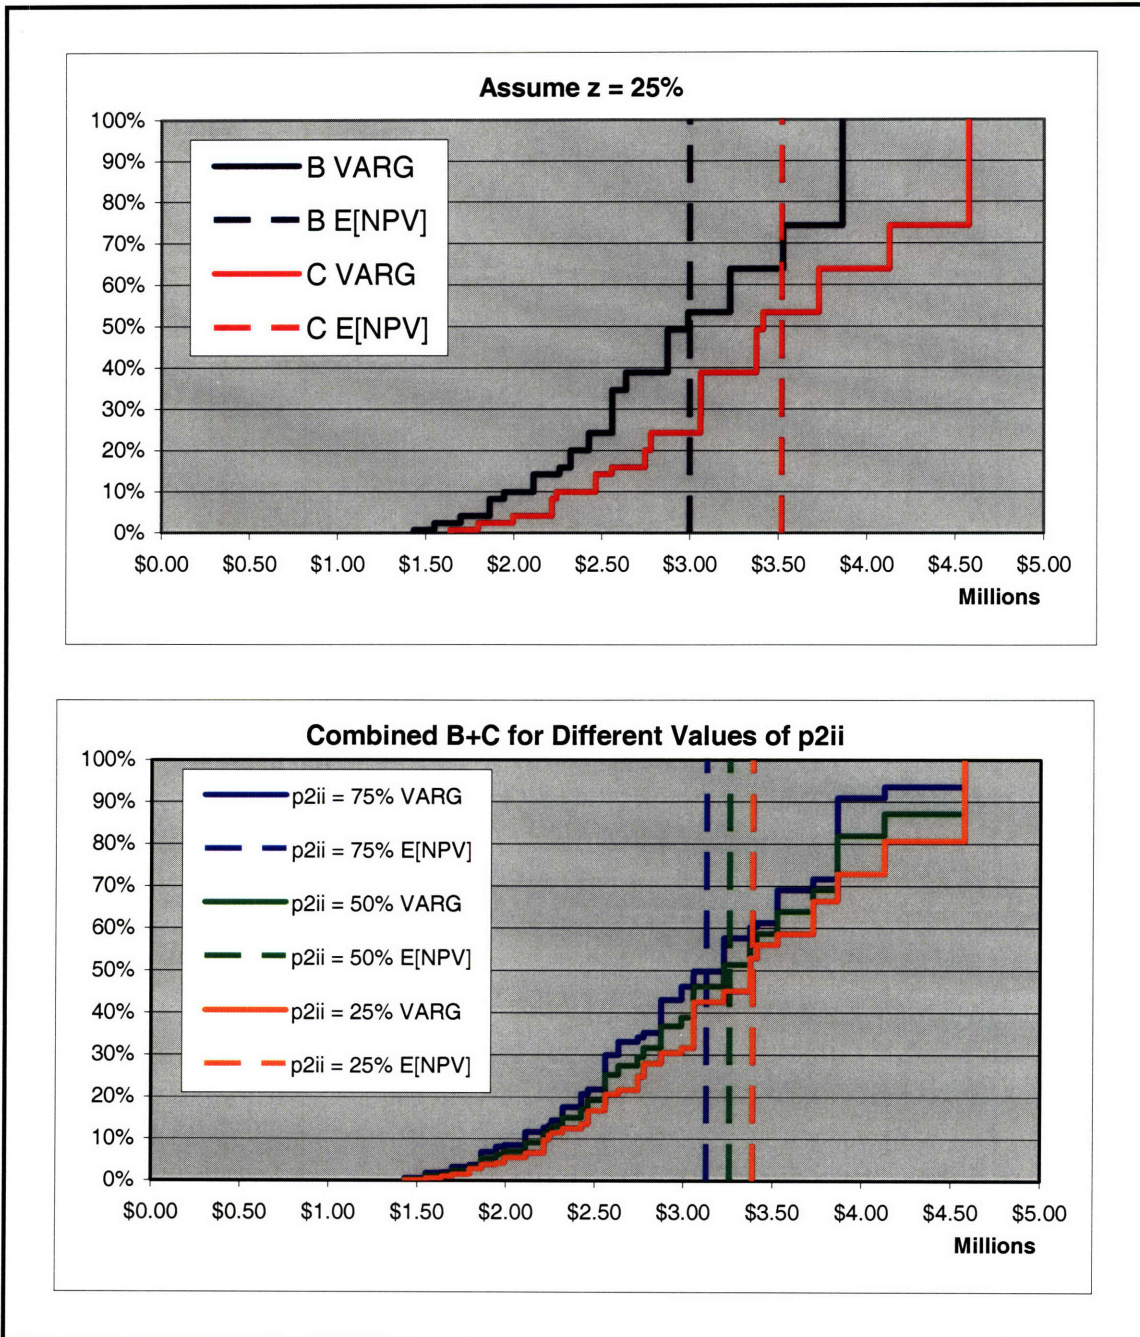 Assume z = 25%
100%
90%
80%
70%
60%
50%
40%
30%
20%
10%
0%
B VARG
B E[NPV]
C VARG
C E[NPV]
$0.00 $0.50 $1.00 $1.50 $2.00 $2.50 $3.00 $3.50 $4.00 $4.50 $5.00
Millions
Combined B+C for Different Values of p2ii
100%
90%
80%
70%
60%
50%
40%
30%
20%
10%
0%
p2ii = 75% VARG
p2ii = 75% E[NPV]
p2ii = 50% VARG
p2ii = 50% E[NPV]
p2ii = 25% VARG
p2ii = 25% E[NPV]
$0.00 $0.50 $1.00 $1.50 $2.00 $2.50 $3.00 $3.50 $4.00 $4.50 $5.00
Millions